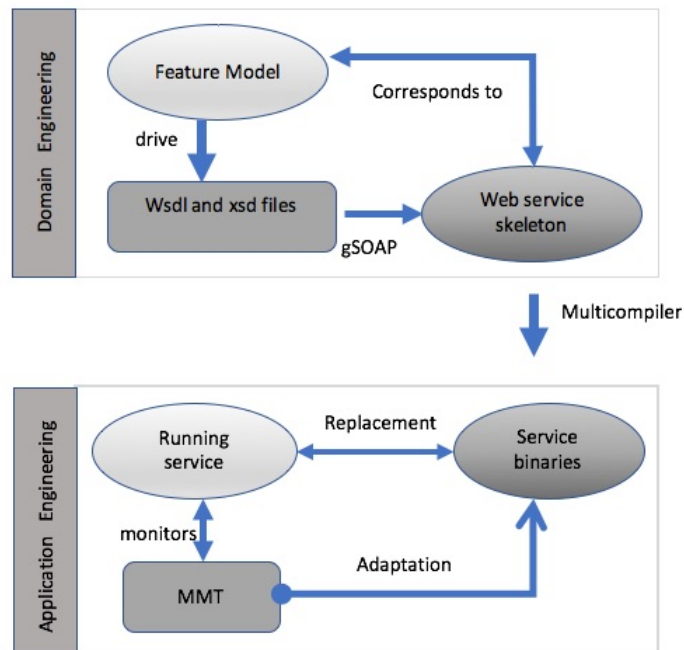 Domain Engineering
Feature Model
Corresponds to
drive
Wsdl and xsd files
Web service
skeleton
gSOAP
Multicompiler
Application Engineering
Running
service
Replacement
Service
binaries
monitors
Adaptation
MMT